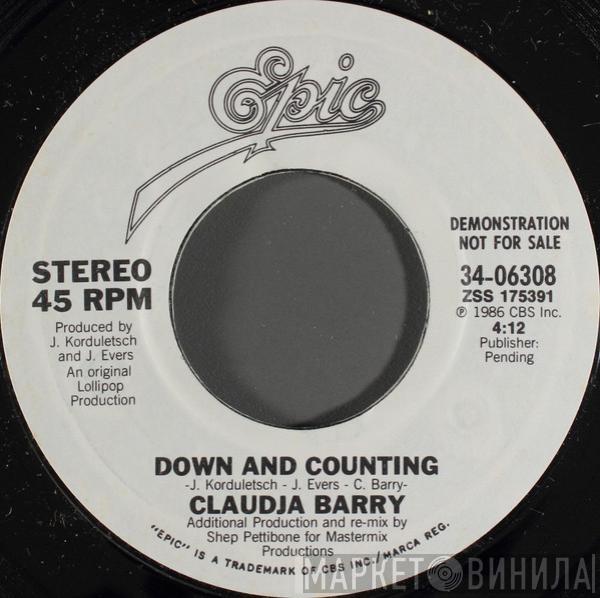 Epic
DEMONSTRATION
NOT FOR SALE
STEREO
45 RPM
34-06308
ZSS 175391
℗ 1986 CBS Inc.
4:12
Publisher:
Pending
Produced by
J. Korduletsch
and J. Evers
An original
Lollipop
Production
DOWN AND COUNTING
-J. Korduletsch - J. Evers - C. Barry-
CLAUDJA BARRY
Additional Production and re-mix by
Shep Pettibone for Mastermix
Productions
"EPIC" IS A TRADEMARK OF CBS INC./MARCA REG.
МАРКЕТ ВИНИЛА